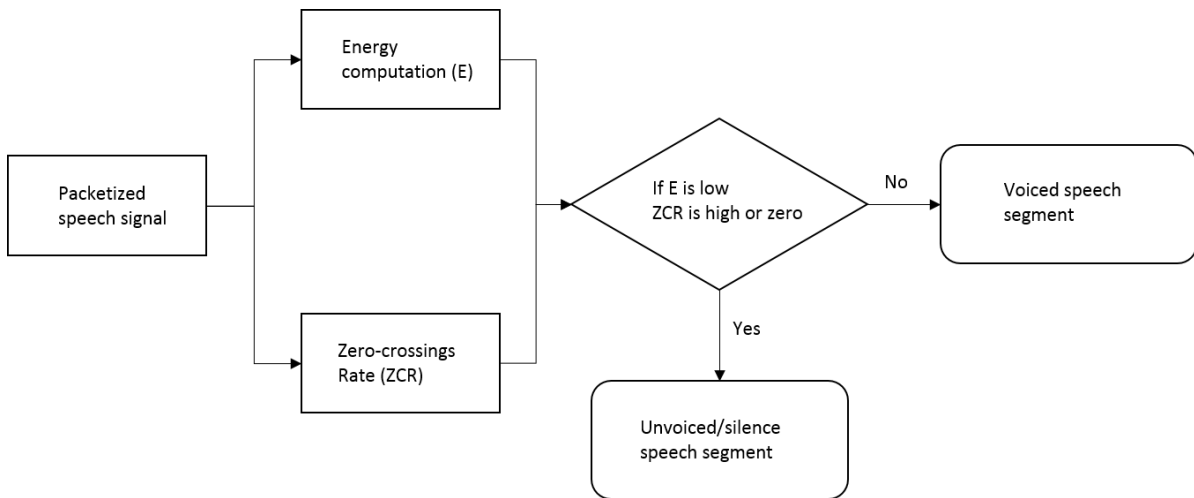 Packetized
speech signal
Energy
computation (E)
Zero-crossings
Rate (ZCR)
If E is low
ZCR is high or zero
No
Voiced speech
segment
Yes
Unvoiced/silence
speech segment